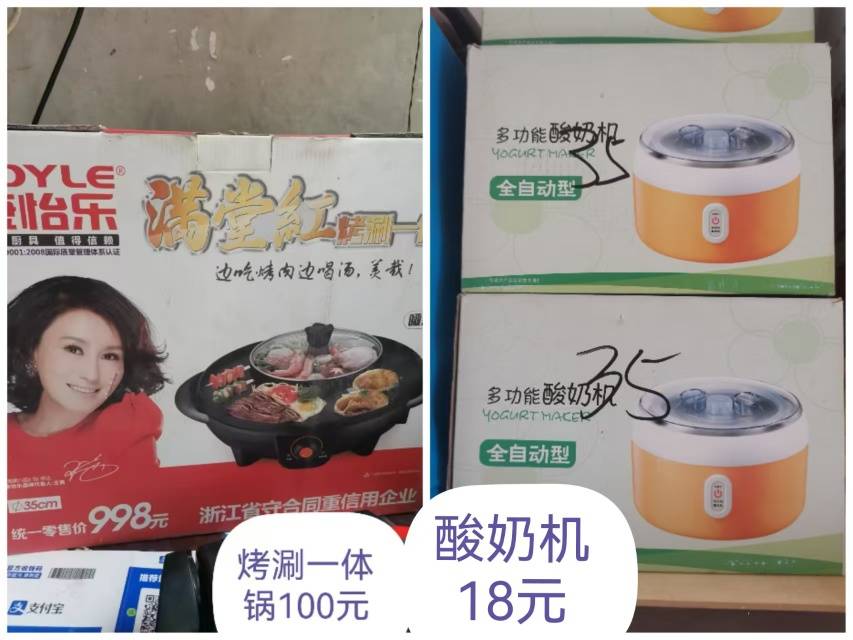 OYLE®
怡乐
厨具 值得信赖
9001:2008国际质量管理体系认证
满堂红烤涮一
边吃烤肉边喝汤,美哉!
35cm
统一零售价998元
浙江省守合同重信用企业
支付宝
烤涮一体
锅100元
多功能酸奶机
YOGURT MAKER
35
全自动型
多功能酸奶机
YOGURT MAKER
35
全自动型
酸奶机
18元